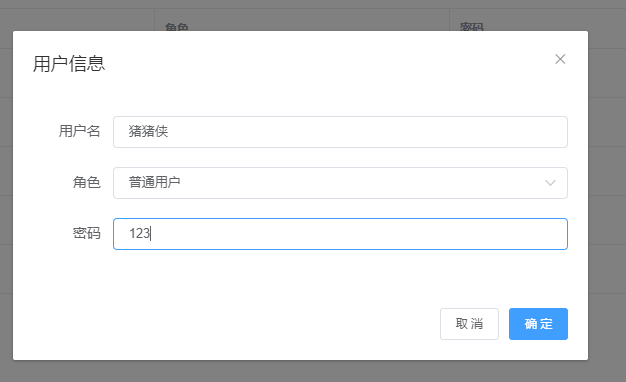 角色 密码
用户信息
用户名 猪猪侠
角色 普通用户
密码 123
取消 确定